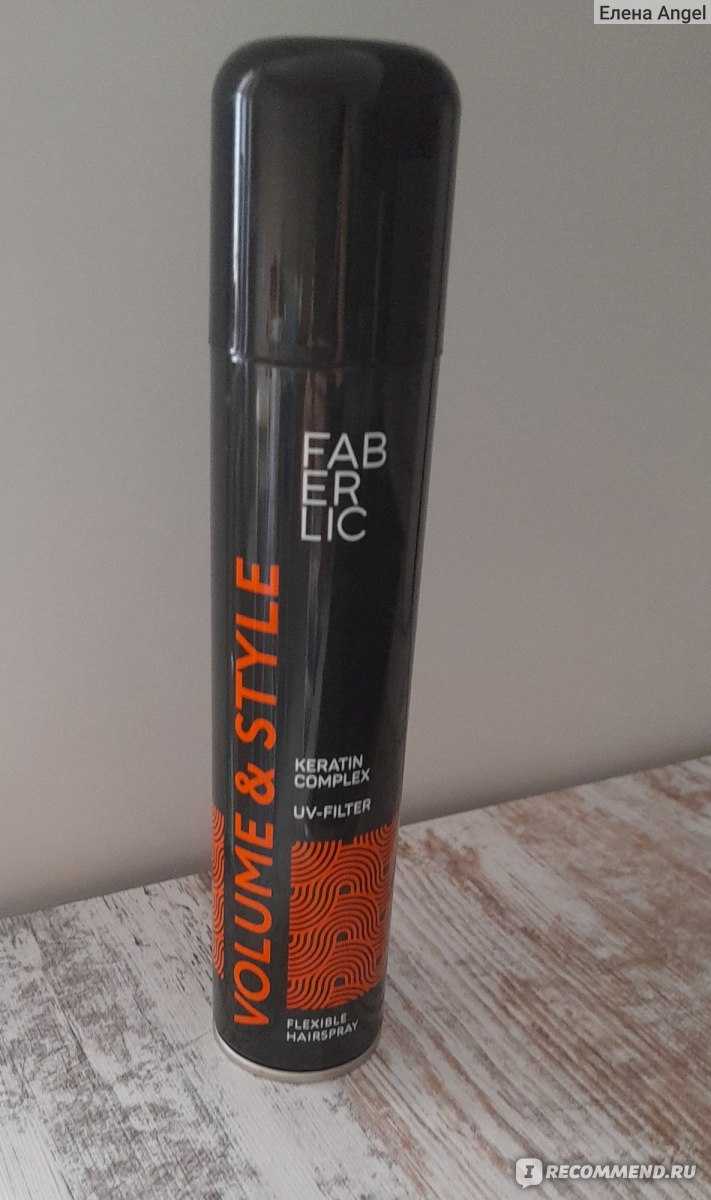 Елена Angel
FAB
ER
LIC
VOLUME & STYLE
KERATIN
COMPLEX
UV-FILTER
FLEXIBLE
HAIRSPRAY
I RECOMMEND.RU